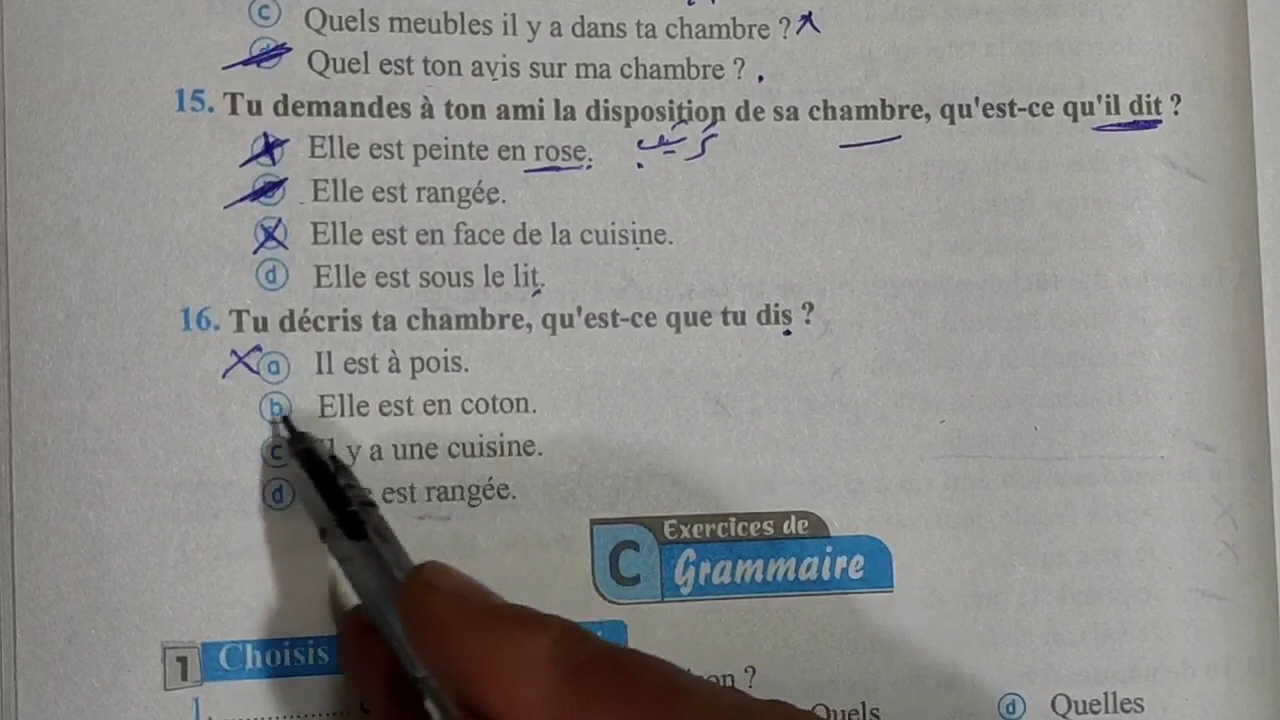 c Quels meubles il y a dans ta chambre ?
Quel est ton avis sur ma chambre ?
15. Tu demandes à ton ami la disposition de sa chambre, qu'est-ce qu'il dit ?
Elle est peinte en rose.
Elle est rangée.
Elle est en face de la cuisine.
d Elle est sous le lit.
16. Tu décris ta chambre, qu'est-ce que tu dis ?
a Il est à pois.
b Elle est en coton.
c Il y a une cuisine.
d est rangée.
C Exercices de
Grammaire
1 Choisis
1. ............... ?
Quels d Quelles